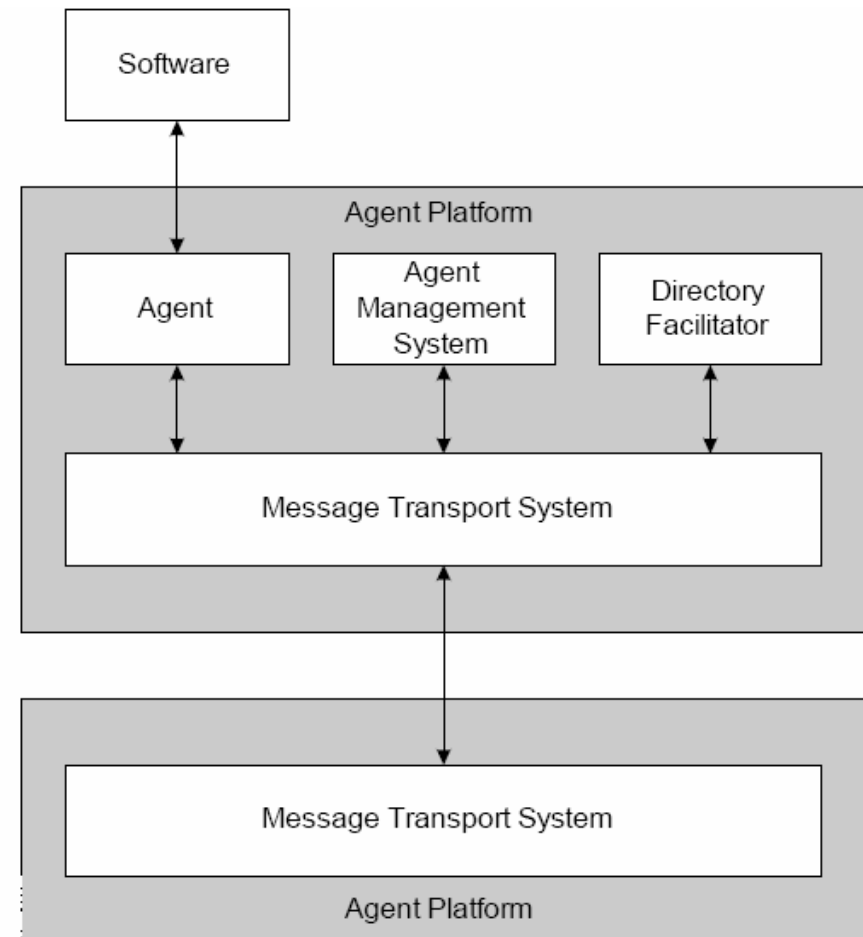 Software
Agent Platform
Agent
Agent
Management
System
Directory
Facilitator
Message Transport System
Message Transport System
Agent Platform